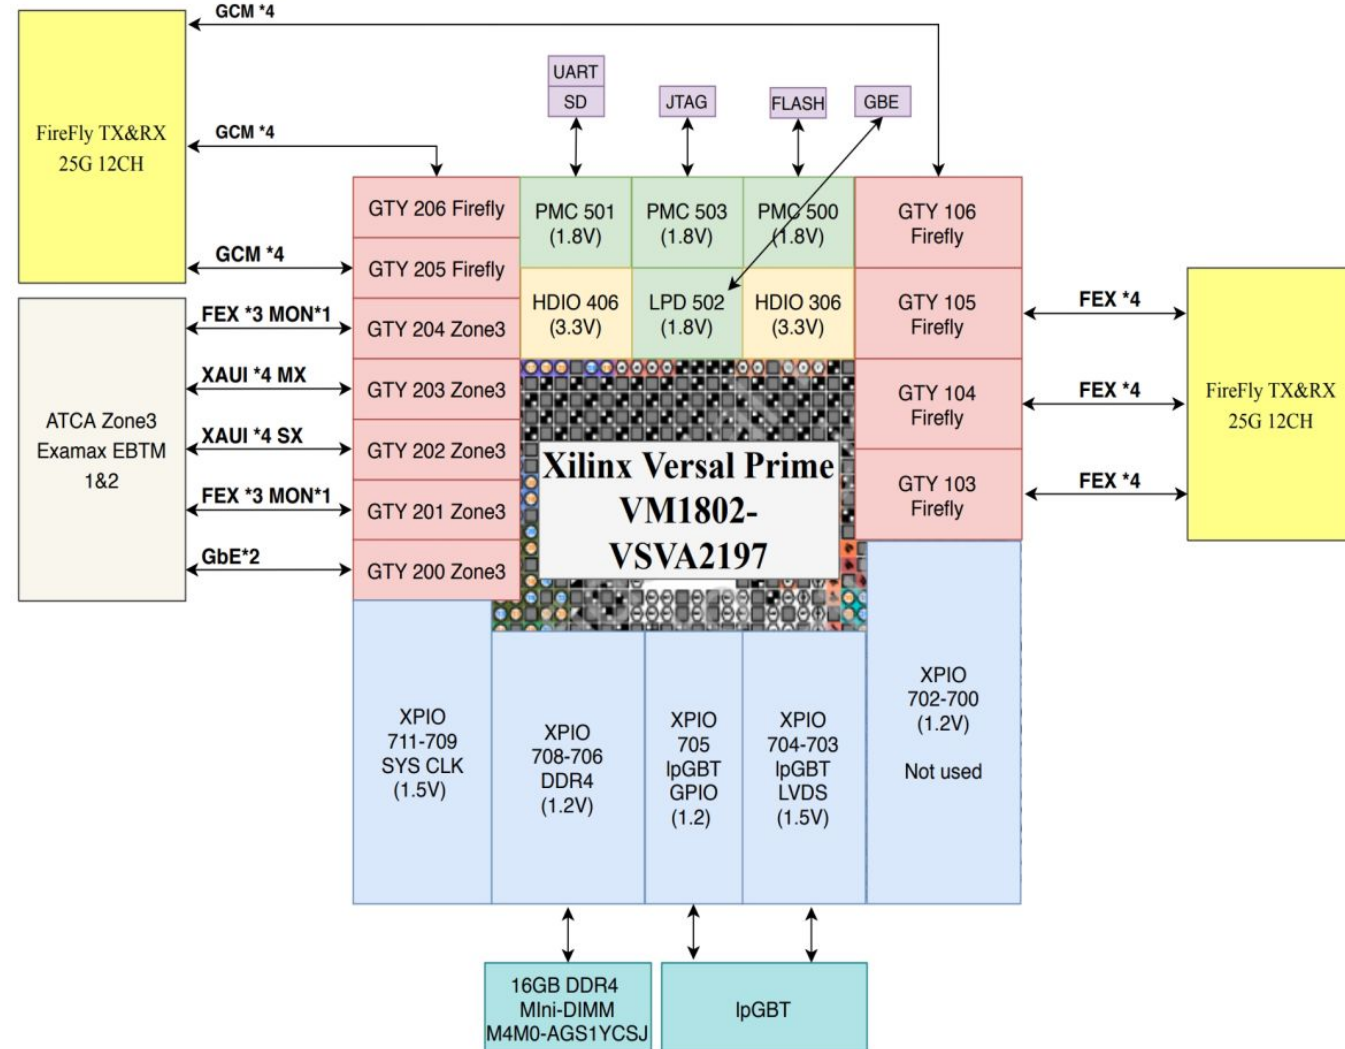 GCM *4
UART
SD
JTAG
FLASH
GBE
FireFly TX&RX
25G 12CH
GCM *4
GCM *4
GTY 206 Firefly
GTY 205 Firefly
GTY 204 Zone3
GTY 203 Zone3
GTY 202 Zone3
GTY 201 Zone3
GTY 200 Zone3
PMC 501
(1.8V)
PMC 503
(1.8V)
PMC 500
(1.8V)
HDIO 406
(3.3V)
LPD 502
(1.8V)
HDIO 306
(3.3V)
GTY 106
Firefly
GTY 105
Firefly
GTY 104
Firefly
GTY 103
Firefly
FEX *3 MON*1
XAUI *4 MX
XAUI *4 SX
FEX *3 MON*1
GbE*2
ATCA Zone3
Examax EBTM
1&2
Xilinx Versal Prime
VM1802-
VSVA2197
FEX *4
FEX *4
FEX *4
FireFly TX&RX
25G 12CH
XPIO
711-709
SYS CLK
(1.5V)
XPIO
708-706
DDR4
(1.2V)
XPIO
705
lpGBT
GPIO
(1.2)
XPIO
704-703
lpGBT
LVDS
(1.5V)
XPIO
702-700
(1.2V)
Not used
16GB DDR4
MIni-DIMM
M4M0-AGS1YCSJ
lpGBT